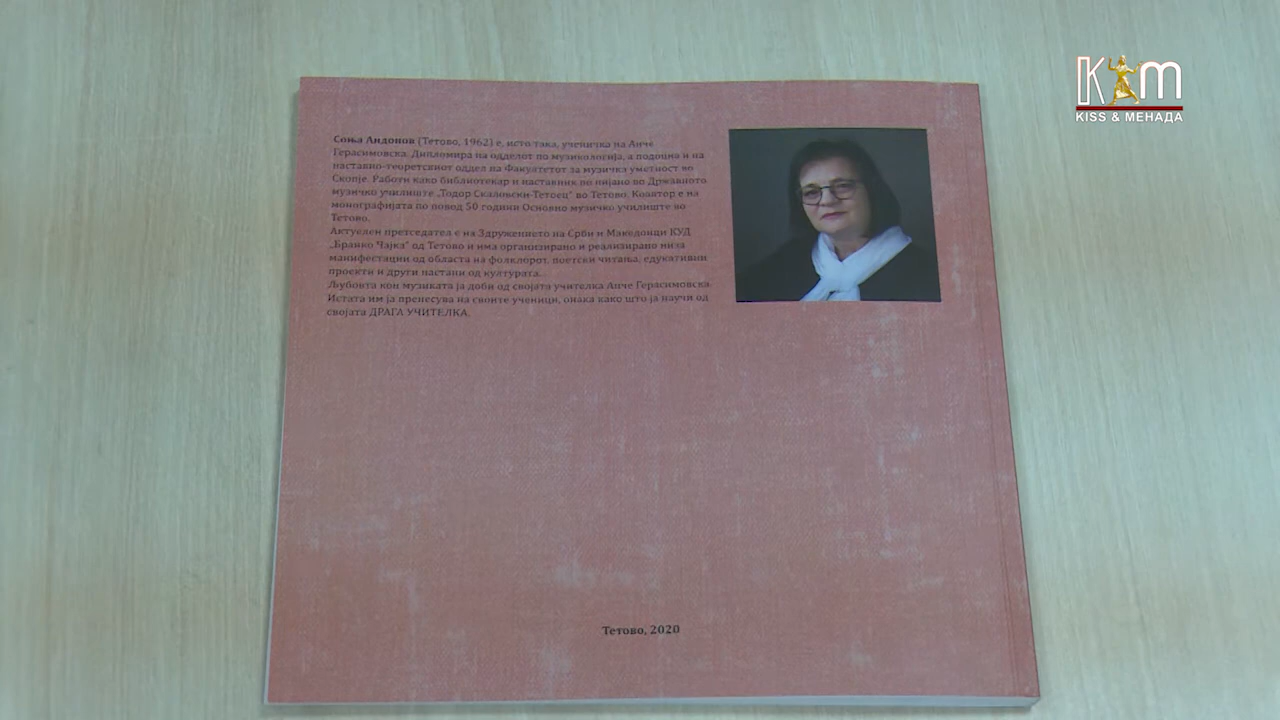 Соња Андонов (Тетово, 1962) е, исто така, ученичка на Анче
Герасимовска. Дипломира на одделот по музикологија, а подоцна и на
наставно-теоретскиот оддел на Факултетот за музичка уметност во
Скопје. Работи како библиотекар и наставник по пијано во Државното
музичко училиште „Тодор Скаловски-Тетоец“ во Тетово. Коавтор е на
монографијата по повод 50 години Основно музичко училиште во
Тетово.
Актуелен претседател е на Здружението на Срби и Македонци КУД
„Бранко Чајка“ од Тетово и има организирано и реализирано низа
манифестации од областа на фолклорот, поетски читања, едукативни
проекти и други настани од културата.
Љубовта кон музиката ја доби од својата учителка Анче Герасимовска.
Истата им ја пренесува на своите ученици, онака како што ја научи од
својата ДРАГА УЧИТЕЛКА.
Тетово, 2020
KM
KISS & МЕНАДА